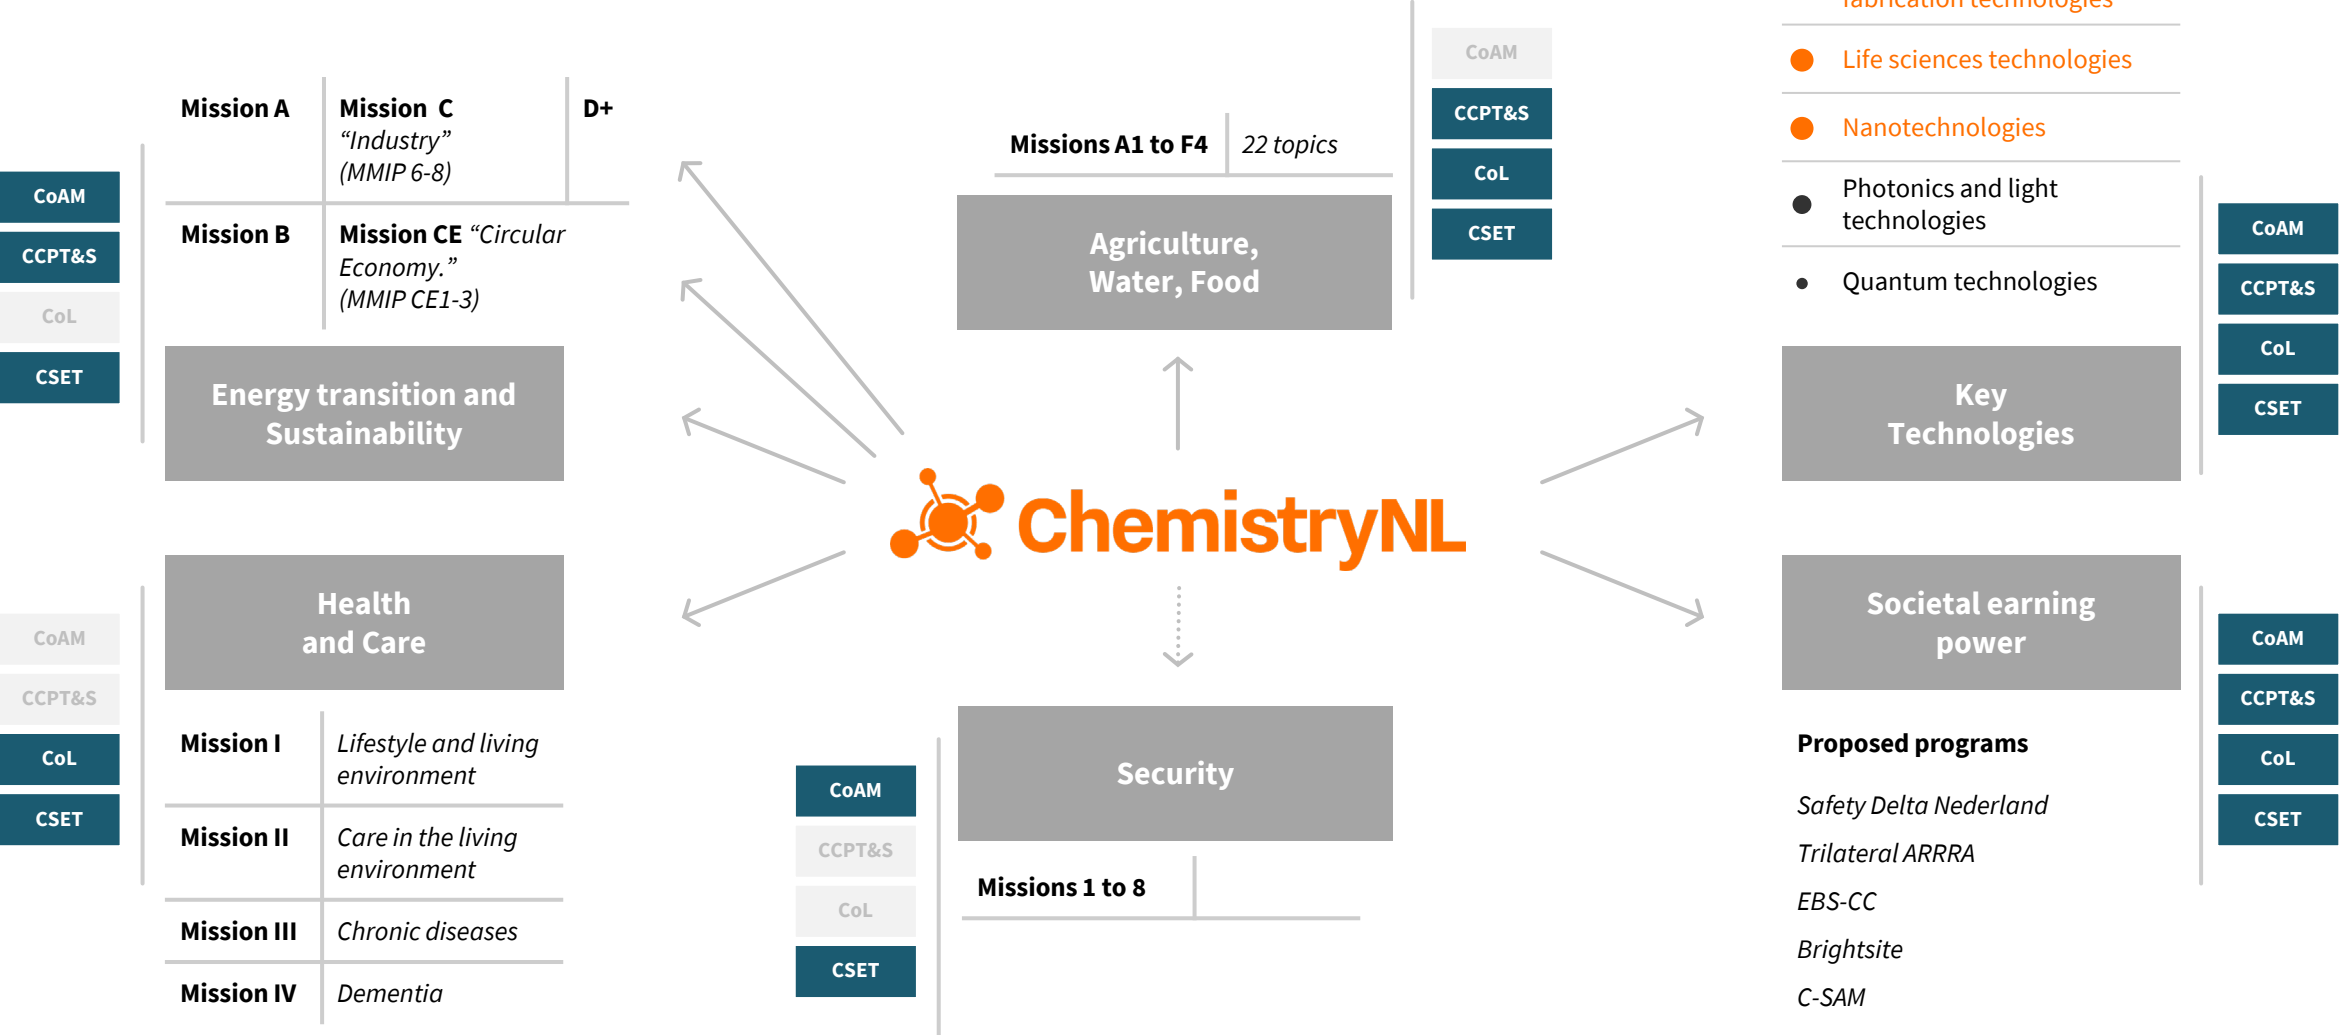 CoAM
CCPT&S
CoL
CSET
Mission A
Mission C
“Industry”
(MMIP 6-8)
D+
Mission B
Mission CE “Circular
Economy.”
(MMIP CE1-3)
Energy transition and
Sustainability
Missions A1 to F4
22 topics
Agriculture,
Water, Food
CoAM
CCPT&S
CoL
CSET
fabrication technologies
Life sciences technologies
Nanotechnologies
Photonics and light
technologies
Quantum technologies
Key
Technologies
CoAM
CCPT&S
CoL
CSET
ChemistryNL
CoAM
CCPT&S
CoL
CSET
Health
and Care
Mission I
Lifestyle and living
environment
Mission II
Care in the living
environment
Mission III
Chronic diseases
Mission IV
Dementia
CoAM
CCPT&S
CoL
CSET
Security
Missions 1 to 8
Societal earning
power
Proposed programs
Safety Delta Nederland
Trilateral ARRRA
EBS-CC
Brightsite
C-SAM
CoAM
CCPT&S
CoL
CSET